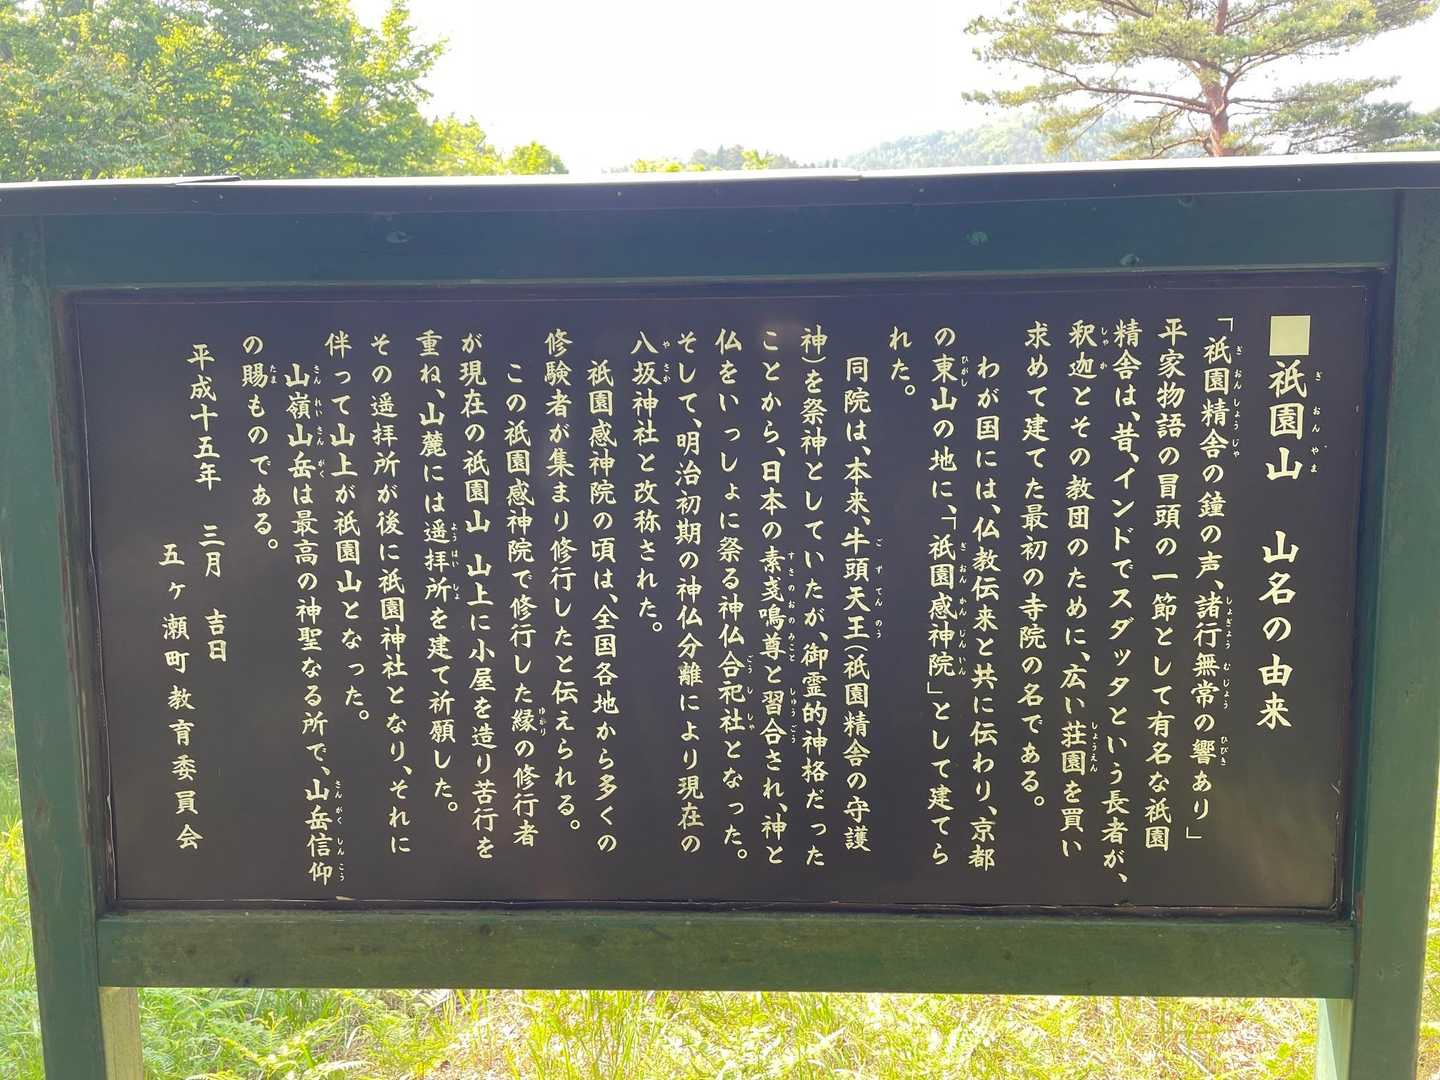 ■祇園山　山名の由来
「祇園精舎の鐘の声、諸行無常の響あり」
平家物語の冒頭の一節として有名な祇園
精舎は、昔、インドでスダッタという長者が、
釈迦とその教団のために、広い荘園を買い
求めて建てた最初の寺院の名である。
　わが国には、仏教伝来と共に伝わり、京都
の東山の地に、「祇園感神院」として建てら
れた。
　同院は、本来、牛頭天王（祇園精舎の守護
神）を祭神としていたが、御霊的神格だった
ことから、日本の素戔鳴尊と習合され、神と
仏をいっしょに祭る神仏合祀社となった。
そして、明治初期の神仏分離により現在の
八坂神社と改称された。
　祇園感神院の頃は、全国各地から多くの
修験者が集まり修行したと伝えられる。
　この祇園感神院で修行した縁の修行者
が現在の祇園山　山上に小屋を造り苦行を
重ね、山麓には遥拝所を建て祈願した。
その遥拝所が後に祇園神社となり、それに
伴って山上が祇園山となった。
　山嶺山岳は最高の神聖なる所で、山岳信仰
の賜ものである。
平成十五年　三月　吉日
五ヶ瀬町教育委員会